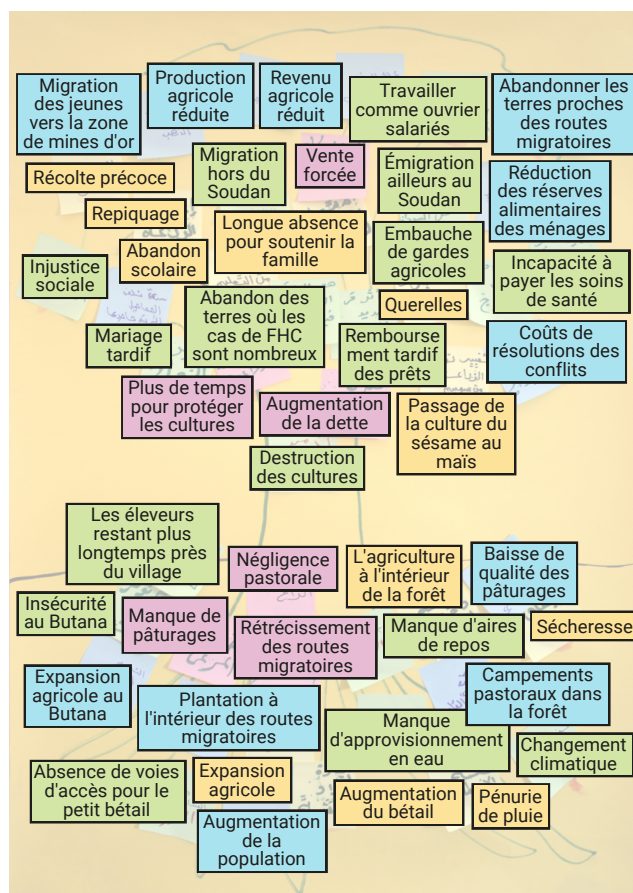 Migration
des jeunes
vers la zone
de mines d'or
Production
agricole
réduite
Revenu
agricole
réduit
Travailler
comme ouvrier
salariés
Abandonner les
terres proches
des routes
migratoires
Récolte précoce
Migration
hors du
Soudan
Vente
forcée
Émigration
ailleurs au
Soudan
Réduction
des réserves
alimentaires
des ménages
Repiquage
Longue absence
pour soutenir la
famille
Abandon
scolaire
Embauche
de gardes
agricoles
Injustice
sociale
Incapacité à
payer les soins
de santé
Abandon des
terres où les
cas de FHC
sont nombreux
Querelles
Mariage
tardif
Rembourse
ment tardif
des prêts
Coûts de
résolutions des
conflits
Plus de temps
pour protéger
les cultures
Augmentation
de la dette
Passage de
la culture du
sésame au
maïs
Destruction
des cultures
Les éleveurs
restant plus
longtemps près
du village
Négligence
pastorale
L'agriculture
à l'intérieur
de la forêt
Baisse de
qualité des
pâturages
Insécurité
au Butana
Manque de
pâturages
Rétrécissement
des routes
migratoires
Manque d'aires
de repos
Sécheresse
Expansion
agricole au
Butana
Plantation à
l'intérieur des routes
migratoires
Campements
pastoraux dans
la forêt
Manque
d'approvisionnement
en eau
Changement
climatique
Absence de voies
d'accès pour le
petit bétail
Expansion
agricole
Augmentation
du bétail
Pénurie
de pluie
Augmentation
de la
population